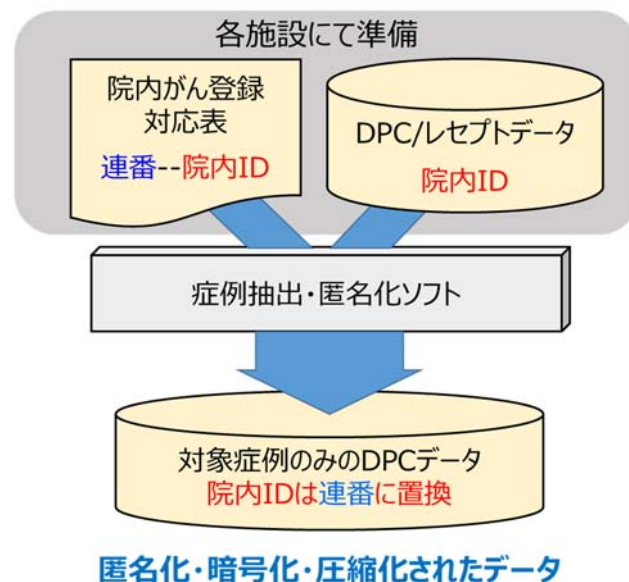 各施設にて準備
院内がん登録
対応表
連番--院内ID
DPC/レセプトデータ
院内ID
症例抽出・匿名化ソフト
対象症例のみのDPCデータ
院内IDは連番に置換
匿名化・暗号化・圧縮化されたデータ